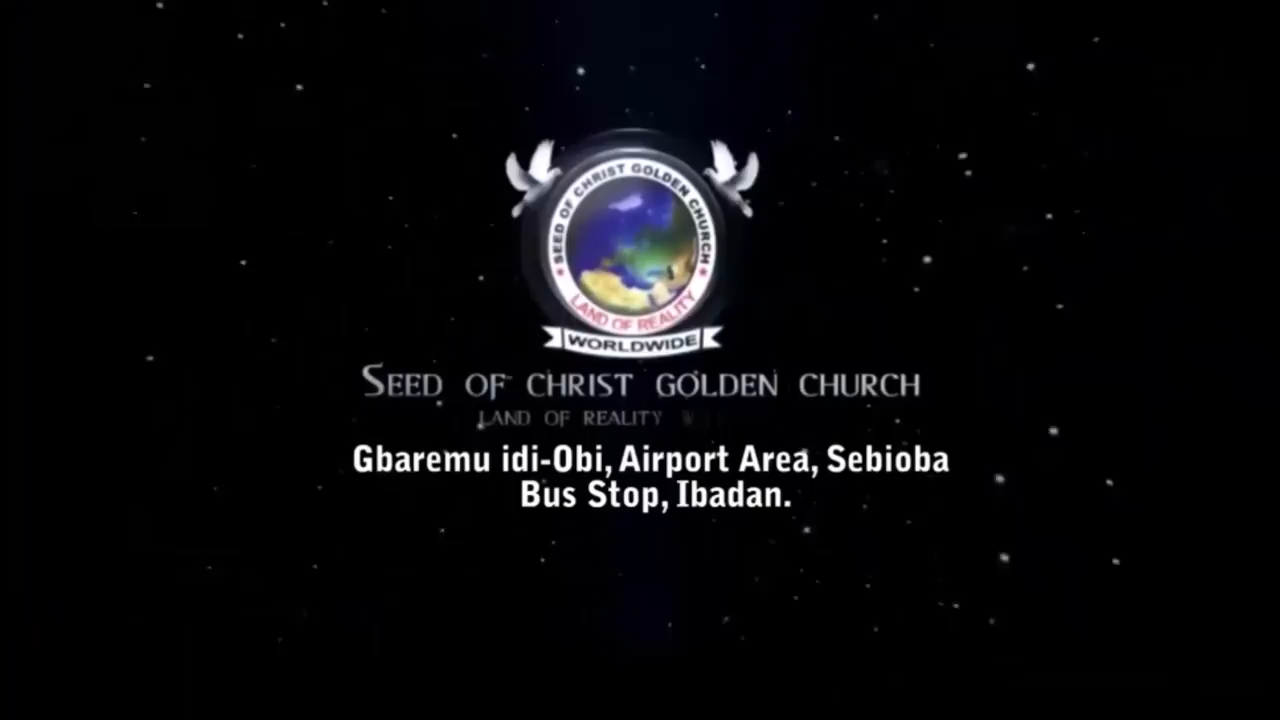 SEED OF CHRIST GOLDEN CHURCH
LAND OF REALITY
WORLDWIDE
SEED OF CHRIST GOLDEN CHURCH
LAND OF REALITY
Gbaremu idi-Obi, Airport Area, Sebioba
Bus Stop, Ibadan.